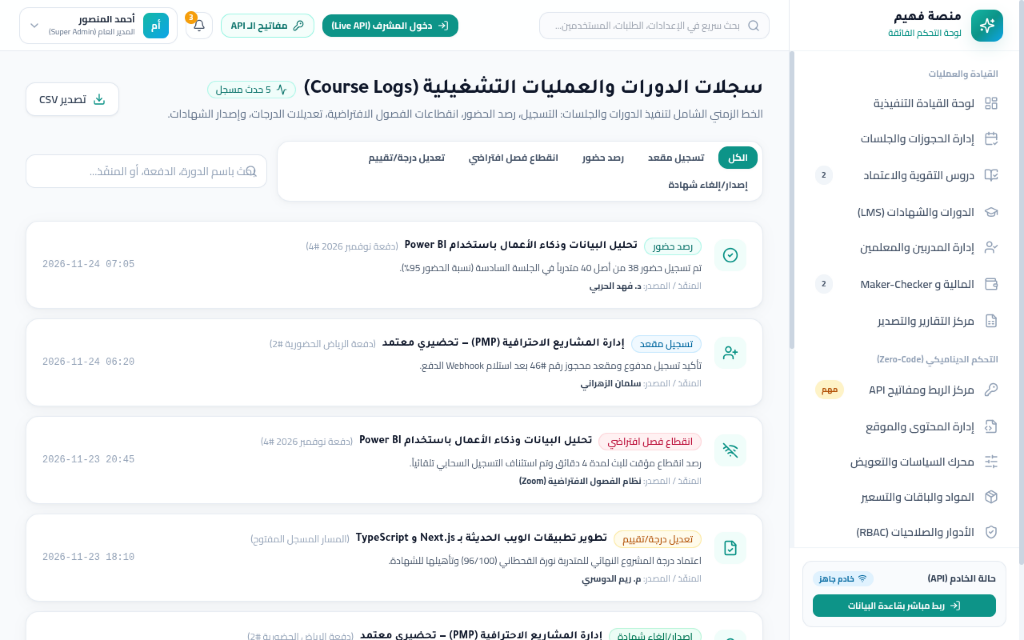 منصة فهيم
لوحة التحكم الفائقة
القيادة والعمليات
لوحة القيادة التنفيذية
إدارة الحجوزات والجلسات
دروس التقوية والاعتماد
2
الدورات والشهادات (LMS)
إدارة المدربين والمعلمين
المالية و Maker-Checker
2
مركز التقارير والتصدير
التحكم الديناميكي (Zero-Code)
مركز الربط ومفاتيح API
مهم
إدارة المحتوى والموقع
محرك السياسات والتعويض
المواد والباقات والتسعير
الأدوار والصلاحيات (RBAC)
حالة الخادم (API)
خادم جاهز
ربط مباشر بقاعدة البيانات
بحث سريع في الإعدادات، الطلبات، المستخدمين...
دخول المشرف (Live API)
مفاتيح الـ API
3
أم
أحمد المنصور
المدير العام (Super Admin)
سجلات الدورات والعمليات التشغيلية (Course Logs)
5 حدث مسجل
الخط الزمني الشامل لتنفيذ الدورات والجلسات: التسجيل، رصد الحضور، انقطاعات الفصول الافتراضية، تعديلات الدرجات، وإصدار الشهادات.
تصدير CSV
الكل
تسجيل مقعد
رصد حضور
انقطاع فصل افتراضي
تعديل درجة/تقييم
إصدار/إلغاء شهادة
باسم الدورة، الدفعة، أو المنفذ...
رصد حضور
تحليل البيانات وذكاء الأعمال باستخدام Power BI
(دفعة نوفمبر 2026 #4)
تم تسجيل حضور 38 من أصل 40 متدرباً في الجلسة السادسة (نسبة الحضور 95%).
المنفذ / المصدر: د. فهد الحربي
2026-11-24 07:05
تسجيل مقعد
إدارة المشاريع الاحترافية (PMP) – تحضيري معتمد
(دفعة الرياض الحضورية #2)
تأكيد تسجيل مدفوع ومقعد محجوز رقم #46 بعد استلام Webhook الدفع.
المنفذ / المصدر: سلمان الزهراني
2026-11-24 06:20
انقطاع فصل افتراضي
تحليل البيانات وذكاء الأعمال باستخدام Power BI
(دفعة نوفمبر 2026 #4)
رصد انقطاع مؤقت للبث لمدة 4 دقائق وتم استئناف التسجيل السحابي تلقائياً.
المنفذ / المصدر: نظام الفصول الافتراضية (Zoom)
2026-11-23 20:45
تعديل درجة/تقييم
تطوير تطبيقات الويب الحديثة بـ Next.js و TypeScript
(المسار المسجل المفتوح)
اعتماد درجة المشروع النهائي للمتدربة نورة القحطاني (96/100) وتأهيلها للشهادة.
المنفذ / المصدر: م. ريم الدوسري
2026-11-23 18:10
إصدار/إلغاء شهادة
إدارة المشاريع الاحترافية (PMP) – تحضيري معتمد
(دفعة الرياض الحضورية #2)